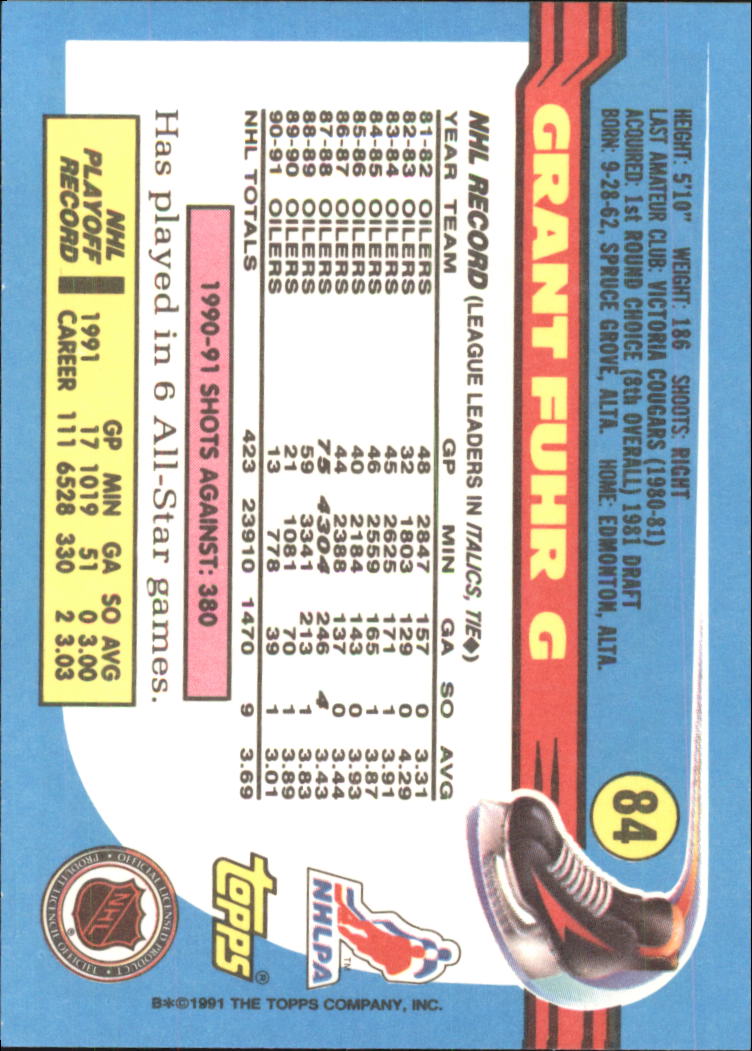 84
HEIGHT: 5'10" WEIGHT: 186 SHOOTS: RIGHT
LAST AMATEUR CLUB: VICTORIA COUGARS (1980-81)
ACQUIRED: 1st ROUND CHOICE (8th OVERALL) 1981 DRAFT
BORN: 9-28-62, SPRUCE GROVE, ALTA. HOME: EDMONTON, ALTA.
GRANT FUHR G
NHL RECORD (LEAGUE LEADERS IN ITALICS, TIE◆)
YEAR TEAM GP MIN GA SO AVG
81-82 OILERS 48 2847 157 0 3.31
82-83 OILERS 32 1803 129 0 4.29
83-84 OILERS 45 2625 171 1 3.91
84-85 OILERS 46 2559 165 1 3.87
85-86 OILERS 40 2184 143 0 3.93
86-87 OILERS 44 2388 137 0 3.44
87-88 OILERS 75 4304 246 4 3.43
88-89 OILERS 59 3341 213 1 3.83
89-90 OILERS 21 1081 70 1 3.89
90-91 OILERS 13 778 39 1 3.01
NHL TOTALS 423 23910 1470 9 3.69
1990-91 SHOTS AGAINST: 380
Has played in 6 All-Star games.
NHL PLAYOFF RECORD
GP MIN GA SO AVG
1991 17 1019 51 0 3.00
CAREER 111 6528 330 2 3.03
NHLPA™
TOPPS®
NHL®
OFFICIAL LICENSED PRODUCT • PRODUIT LICENCIÉ OFFICIEL •
B*©1991 THE TOPPS COMPANY, INC.